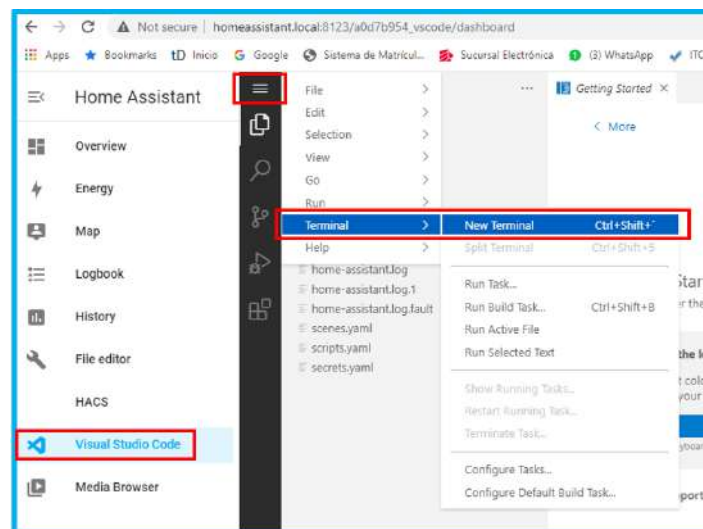 Not secure | homeassistant.local:8123/a0d7b954_vscode/dashboard
Apps Bookmarks tD Inicio G Google Sistema de Matrícul... Sucursal Electrónica (3) WhatsApp
Home Assistant
Overview
Energy
Map
Logbook
History
File editor
HACS
Visual Studio Code
Media Browser
File
Edit
Selection
View
Go
Run
Terminal
Help
home-assistant.log
home-assistant.log.1
home-assistant.log.fault
scenes.yaml
scripts.yaml
secrets.yaml
New Terminal Ctrl+Shift+`
Split Terminal Ctrl+Shift+5
Run Task...
Run Build Task... Ctrl+Shift+B
Run Active File
Run Selected Text
Show Running Tasks...
Restart Running Task...
Terminate Task...
Configure Tasks...
Configure Default Build Task...
... Getting Started ×
< More